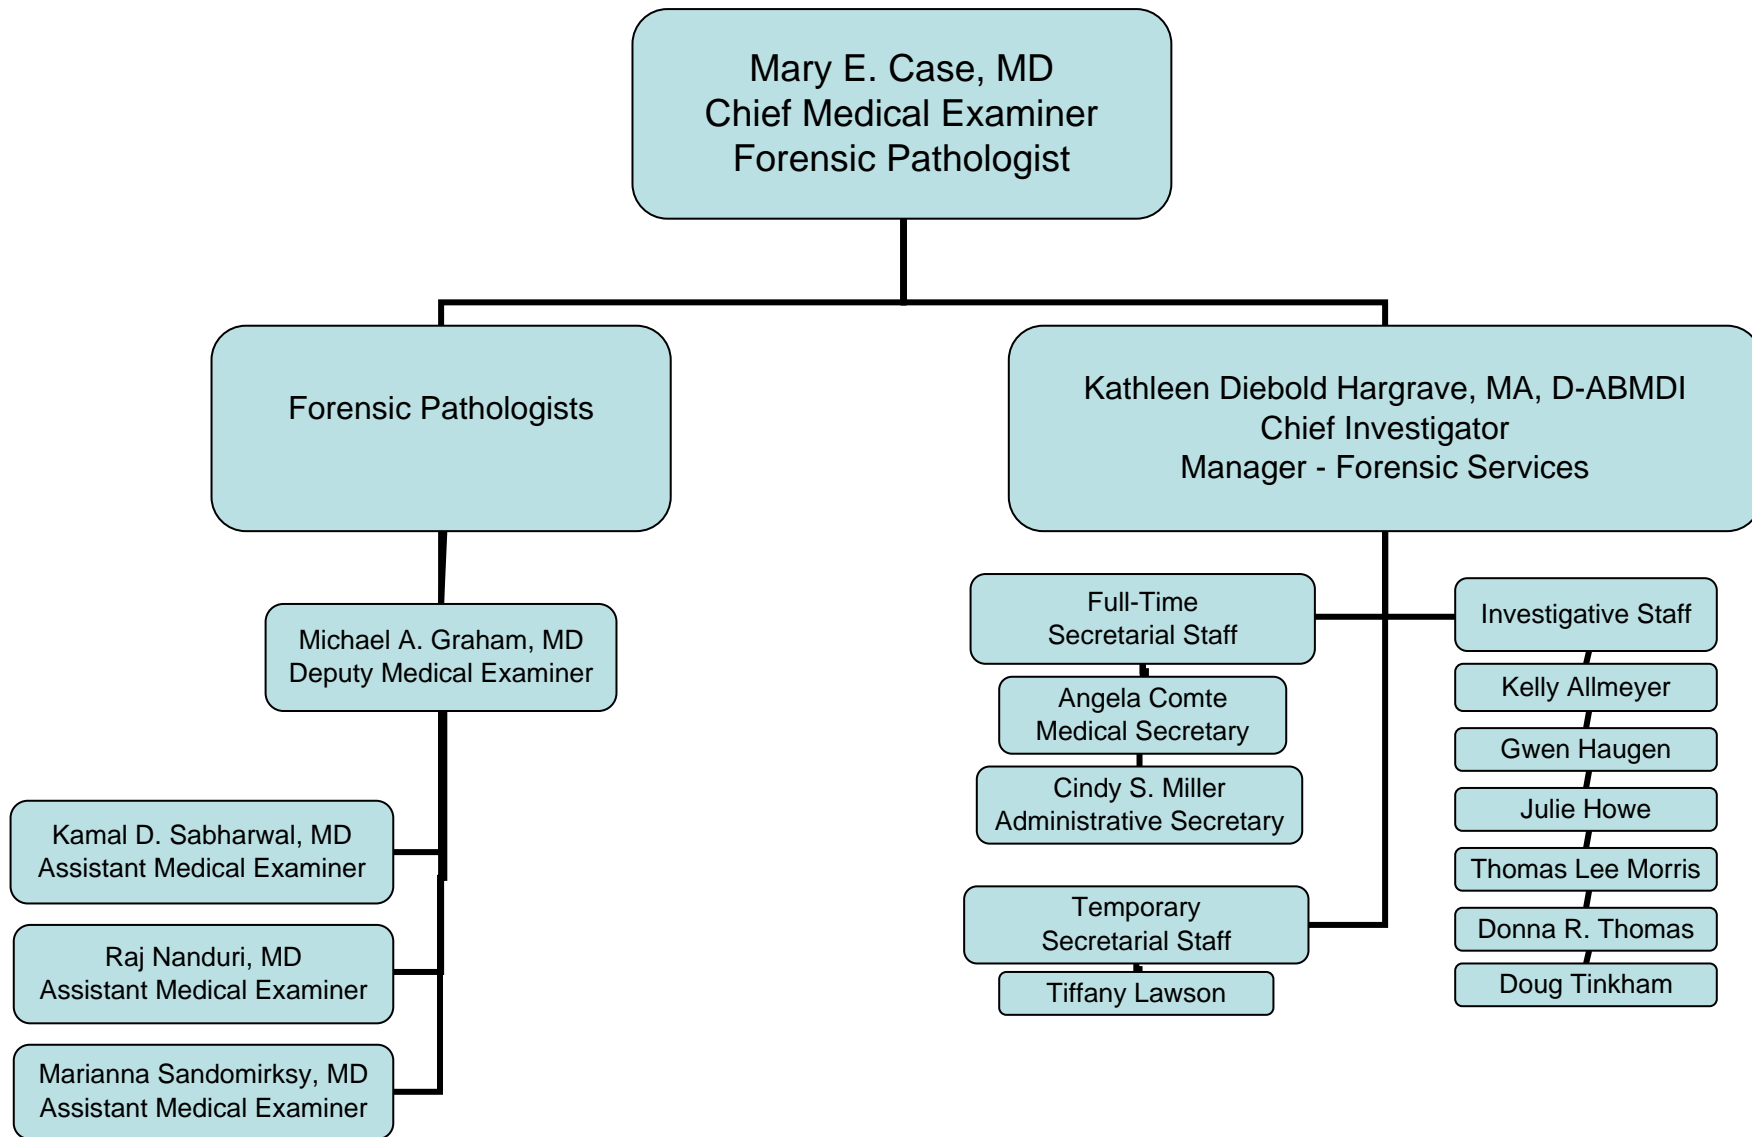 Mary E. Case, MD
Chief Medical Examiner
Forensic Pathologist
Forensic Pathologists
Michael A. Graham, MD
Deputy Medical Examiner
Kamal D. Sabharwal, MD
Assistant Medical Examiner
Raj Nanduri, MD
Assistant Medical Examiner
Marianna Sandomirksy, MD
Assistant Medical Examiner
Kathleen Diebold Hargrave, MA, D-ABMDI
Chief Investigator
Manager - Forensic Services
Full-Time
Secretarial Staff
Angela Comte
Medical Secretary
Cindy S. Miller
Administrative Secretary
Temporary
Secretarial Staff
Tiffany Lawson
Investigative Staff
Kelly Allmeyer
Gwen Haugen
Julie Howe
Thomas Lee Morris
Donna R. Thomas
Doug Tinkham